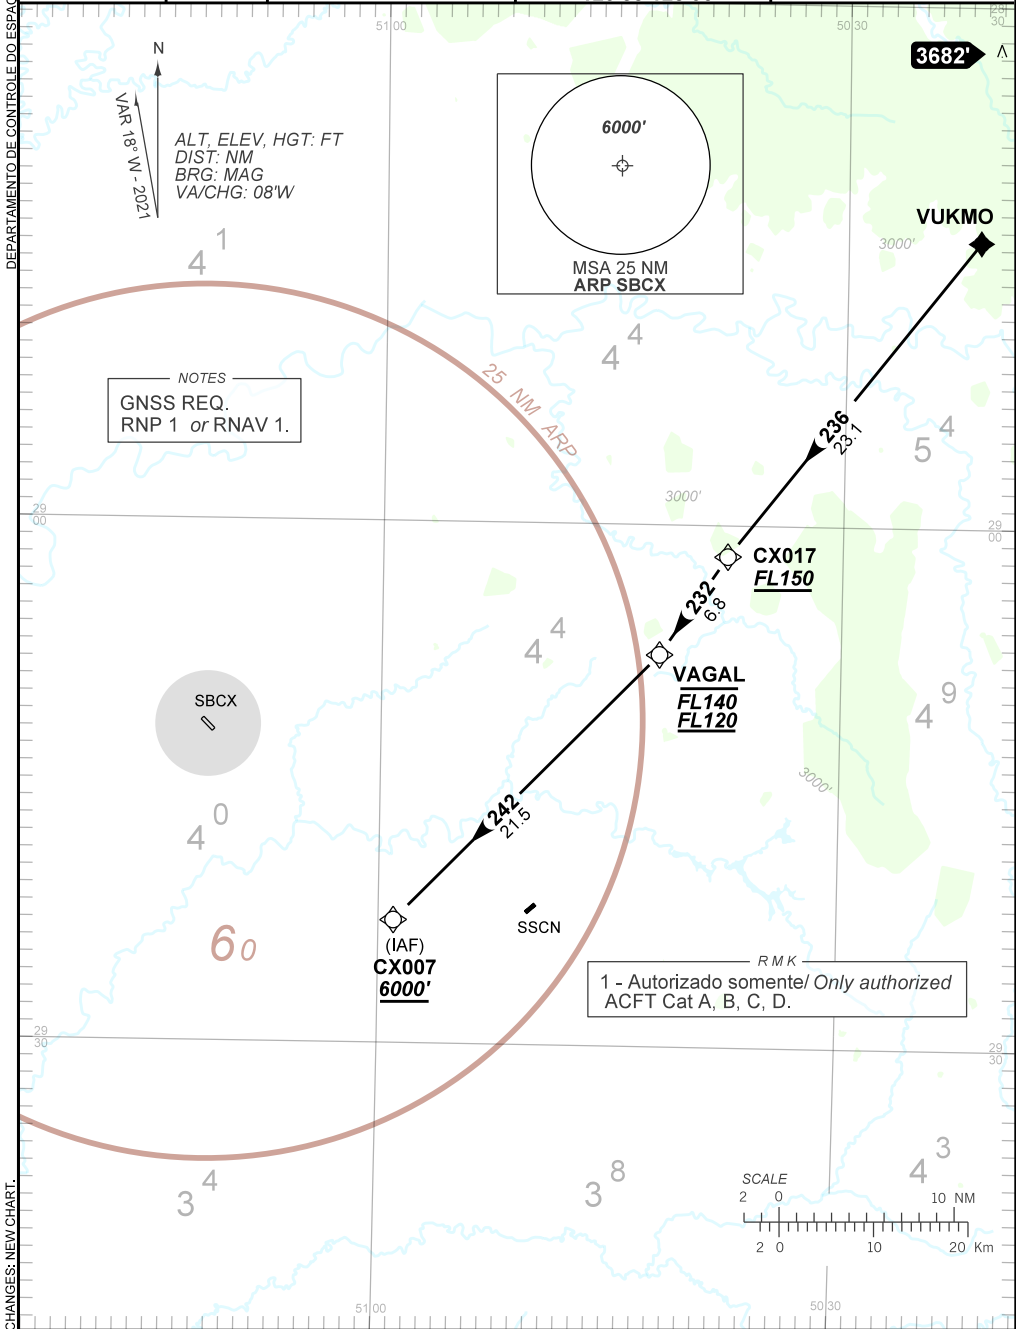 51 00
50 30
30
3682'
N
VAR 18° W - 2021
ALT, ELEV, HGT: FT
DIST: NM
BRG: MAG
VA/CHG: 08'W
6000'
MSA 25 NM
ARP SBCX
VUKMO
3000'
4 1
4 4
25 NM ARP
NOTES
GNSS REQ.
RNP 1 or RNAV 1.
236
23.1
5 4
3000'
29
00
29
00
CX017
FL150
232
6.8
4 4
VAGAL
FL140
FL120
4 9
SBCX
3000'
4 0
242
21.5
SSCN
60
(IAF)
CX007
6000'
RMK
1 - Autorizado somente/ Only authorized
ACFT Cat A, B, C, D.
29
30
29
30
3 4
3 8
4 3
SCALE
2 0 10 NM
2 0 10 20 Km
51 00
50 30
DEPARTAMENTO DE CONTROLE DO ESPAÇ
CHANGES: NEW CHART.